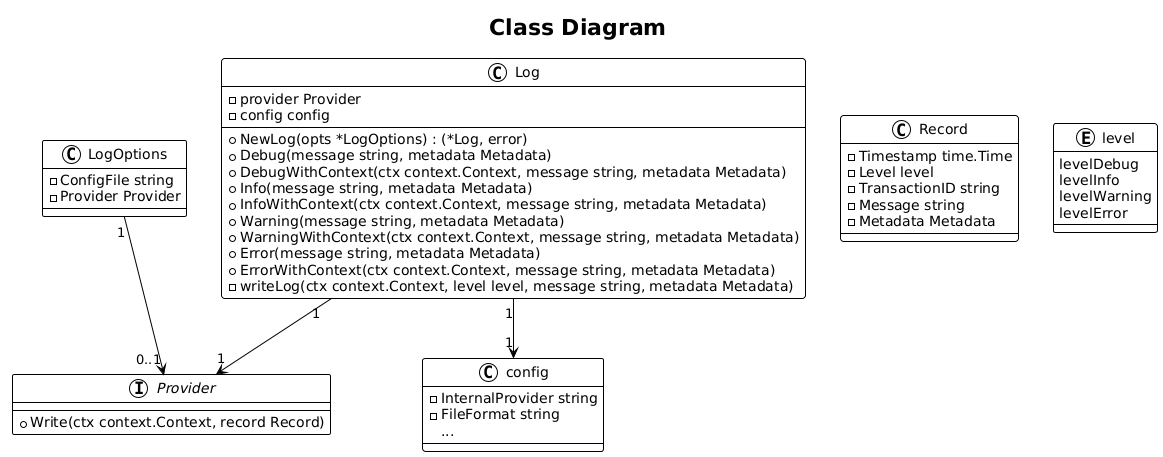 Class Diagram
C Log
provider Provider
config config
NewLog(opts *LogOptions) : (*Log, error)
Debug(message string, metadata Metadata)
DebugWithContext(ctx context.Context, message string, metadata Metadata)
Info(message string, metadata Metadata)
InfoWithContext(ctx context.Context, message string, metadata Metadata)
Warning(message string, metadata Metadata)
WarningWithContext(ctx context.Context, message string, metadata Metadata)
Error(message string, metadata Metadata)
ErrorWithContext(ctx context.Context, message string, metadata Metadata)
writeLog(ctx context.Context, level level, message string, metadata Metadata)
C LogOptions
ConfigFile string
Provider Provider
C Record
Timestamp time.Time
Level level
TransactionID string
Message string
Metadata Metadata
E level
levelDebug
levelInfo
levelWarning
levelError
1
0..1
1
1
1
1
I Provider
Write(ctx context.Context, record Record)
C config
InternalProvider string
FileFormat string
...